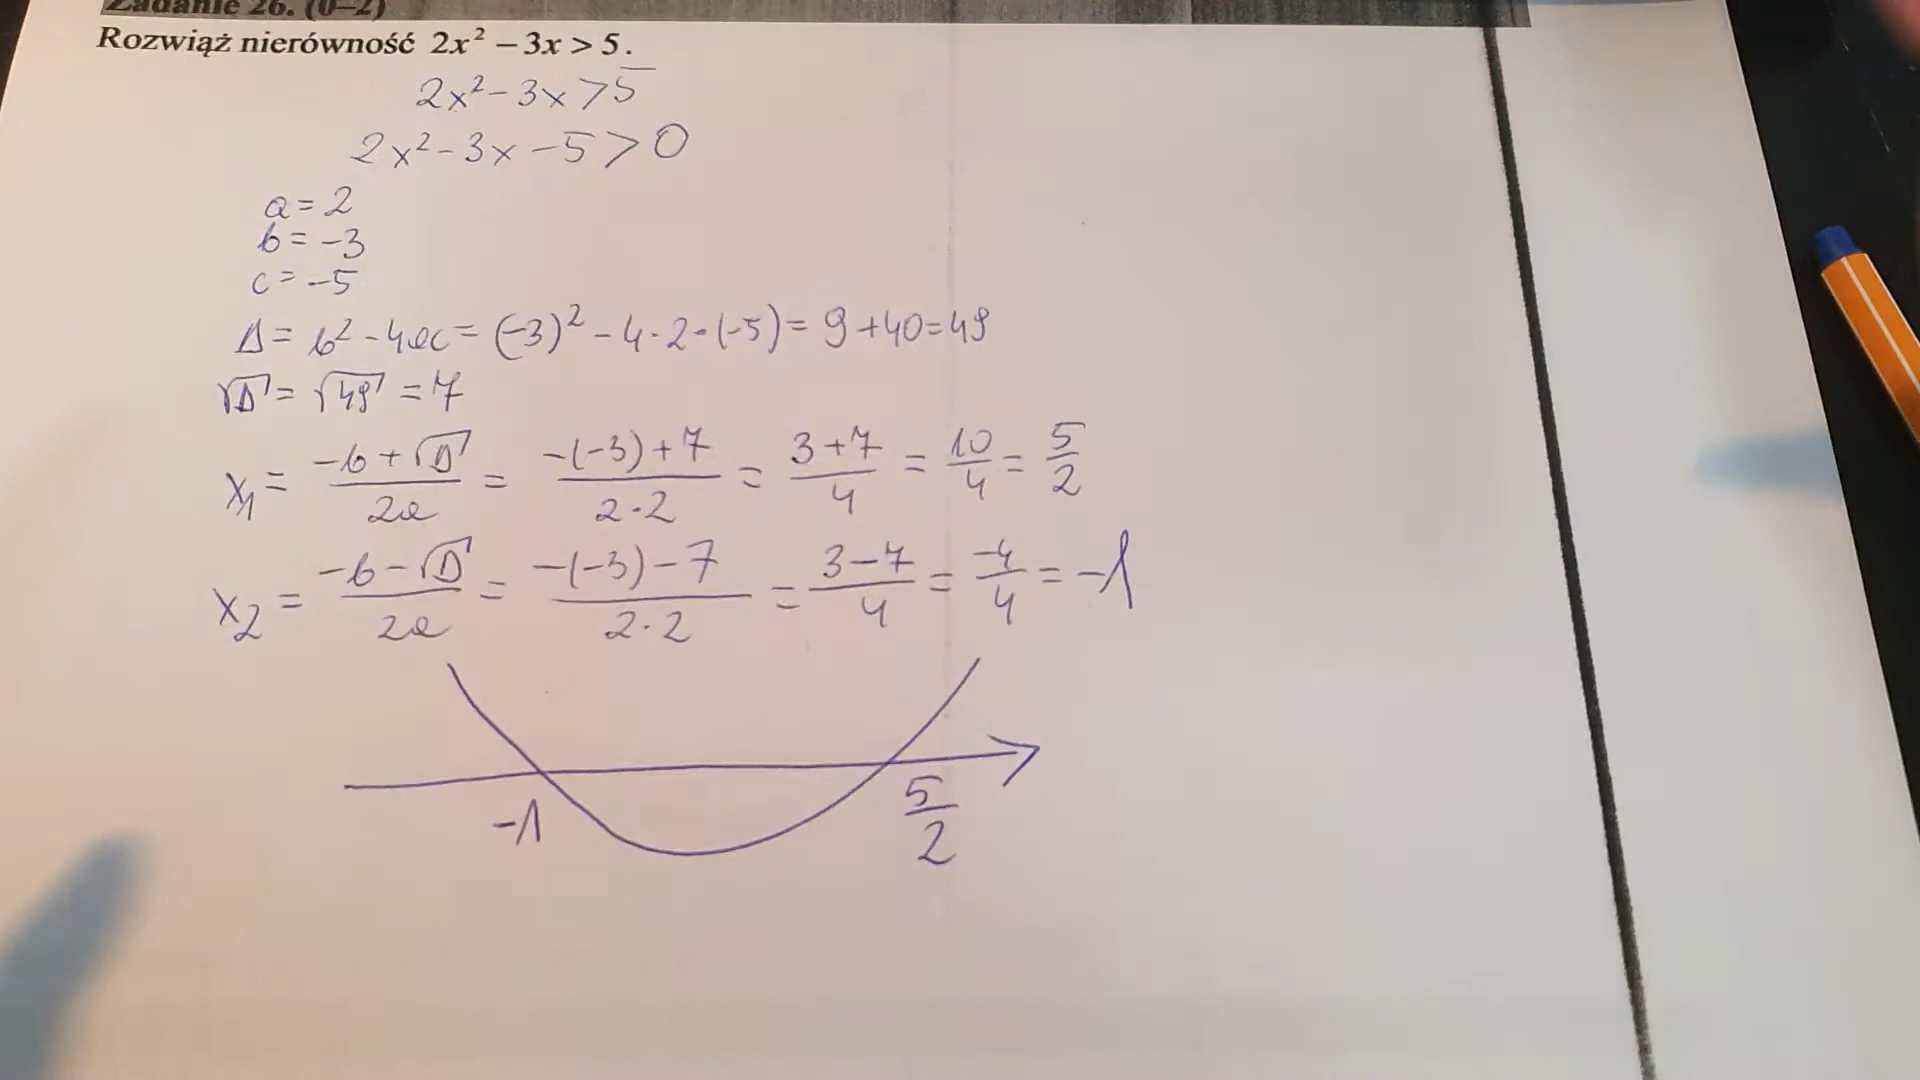 Zadanie 26. (0–2)
Rozwiąż nierówność 2x² – 3x > 5.
2x² - 3x > 5
2x² - 3x - 5 > 0
a = 2
b = -3
c = -5
Δ = b² - 4ac = (-3)² - 4·2·(-5) = 9 + 40 = 49
√Δ = √49 = 7
x₁ = (-b + √Δ)/(2a) = (-(-3) + 7)/(2·2) = (3 + 7)/4 = 10/4 = 5/2
x₂ = (-b - √Δ)/(2a) = (-(-3) - 7)/(2·2) = (3 - 7)/4 = -4/4 = -1
-1
5/2